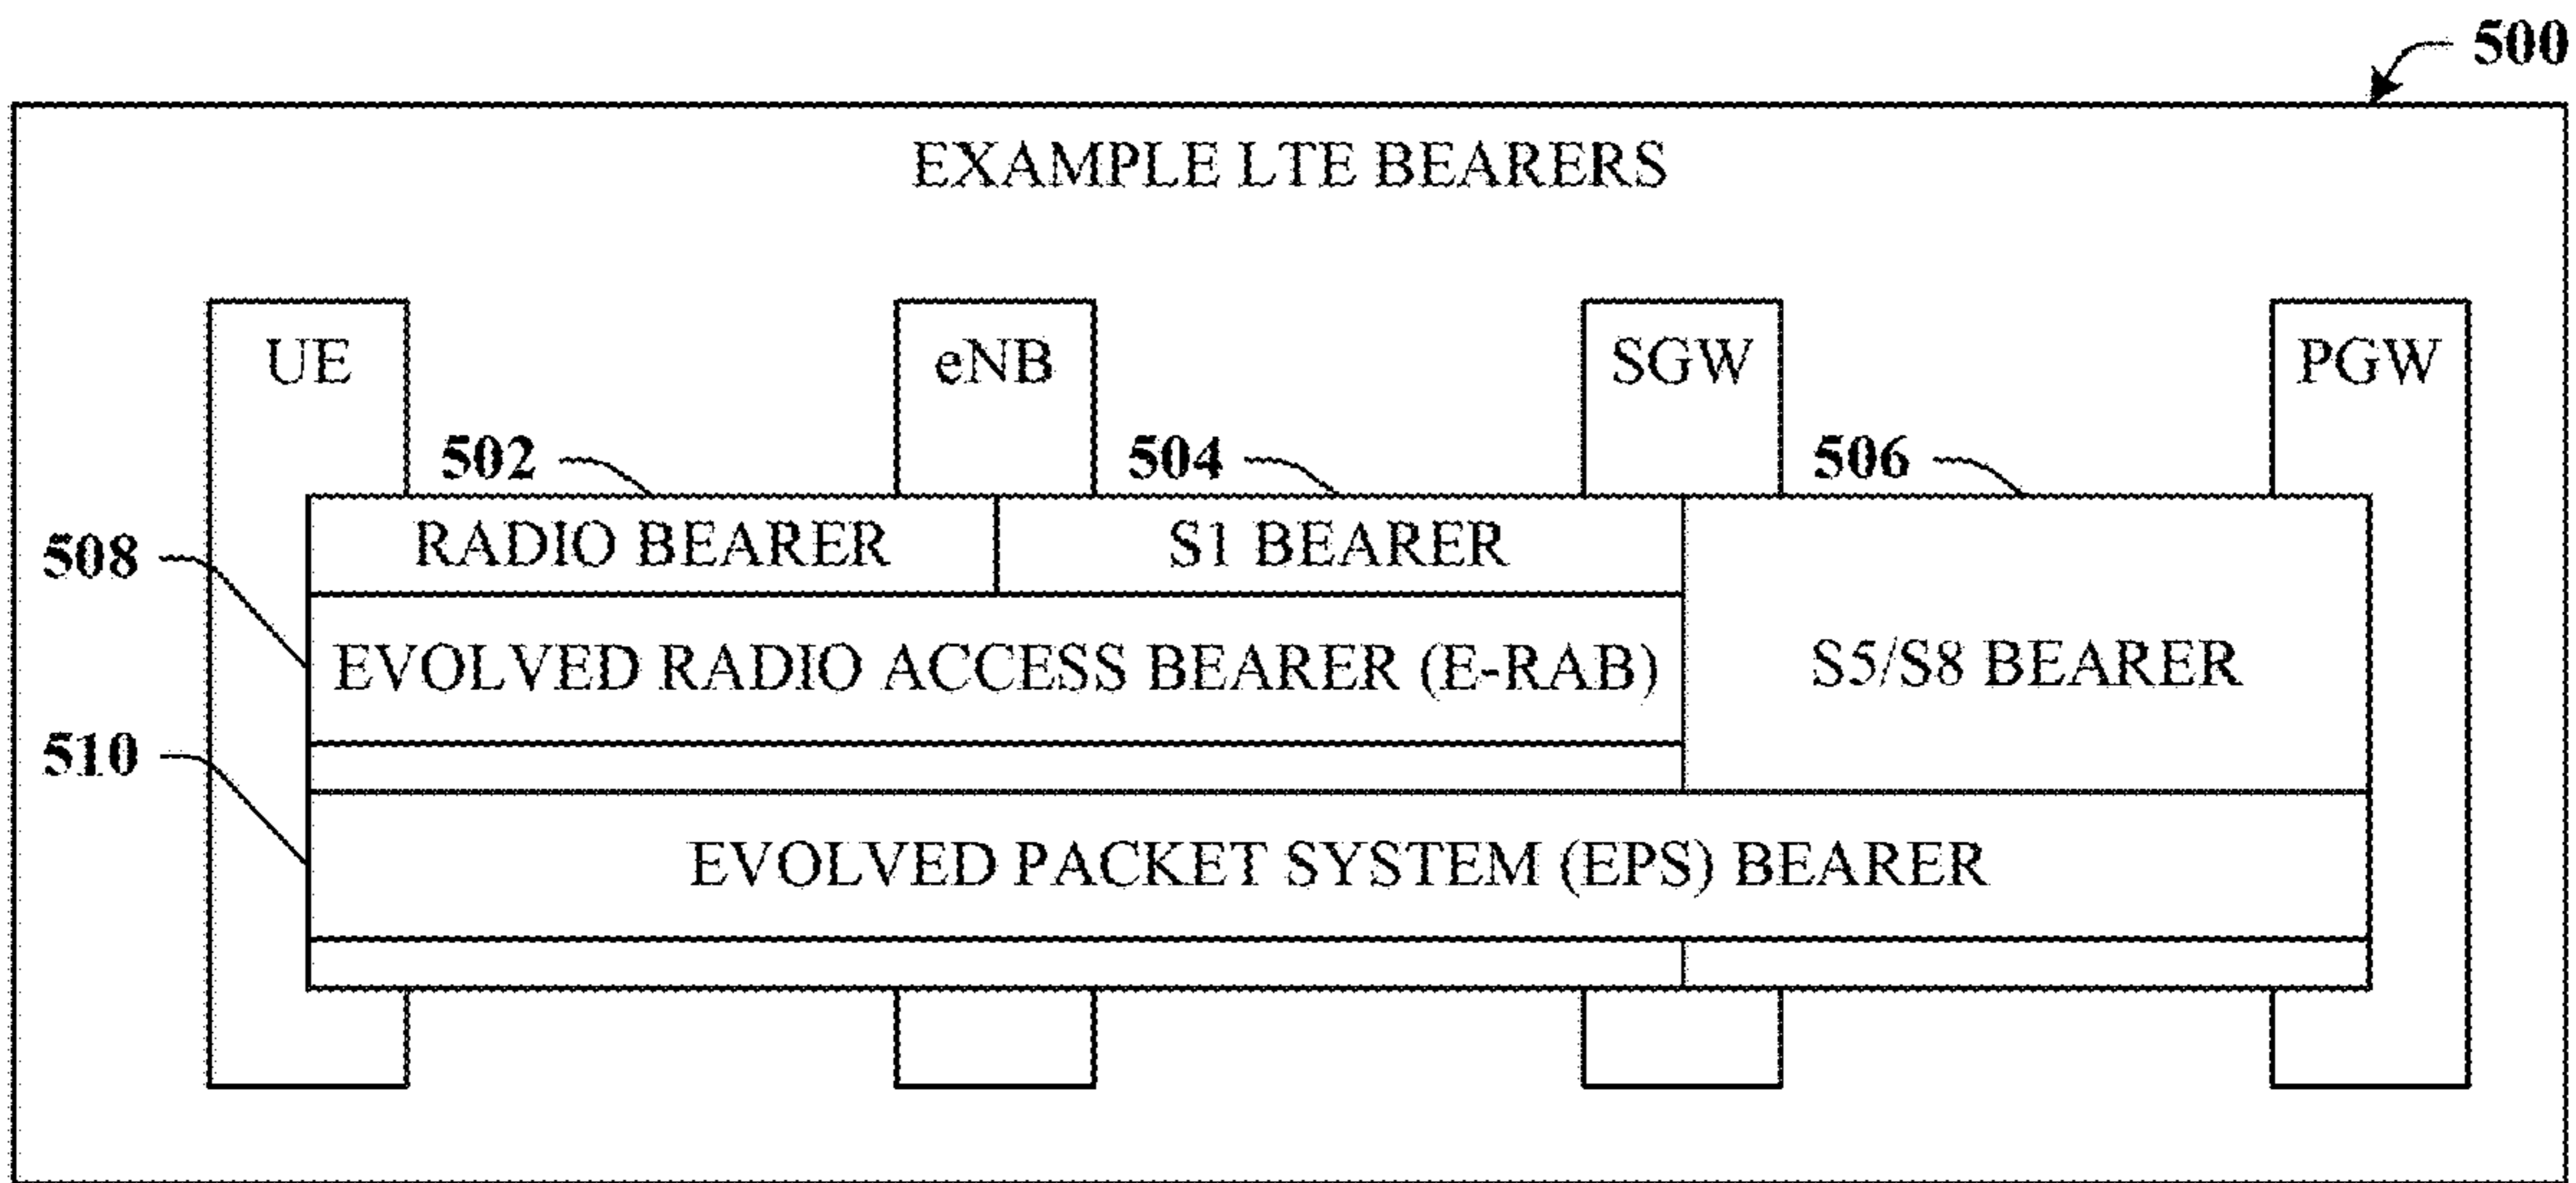 500
EXAMPLE LTE BEARERS
UE
eNB
SGW
PGW
502
504
506
RADIO BEARER
S1 BEARER
508
EVOLVED RADIO ACCESS BEARER (E-RAB)
S5/S8 BEARER
510
EVOLVED PACKET SYSTEM (EPS) BEARER